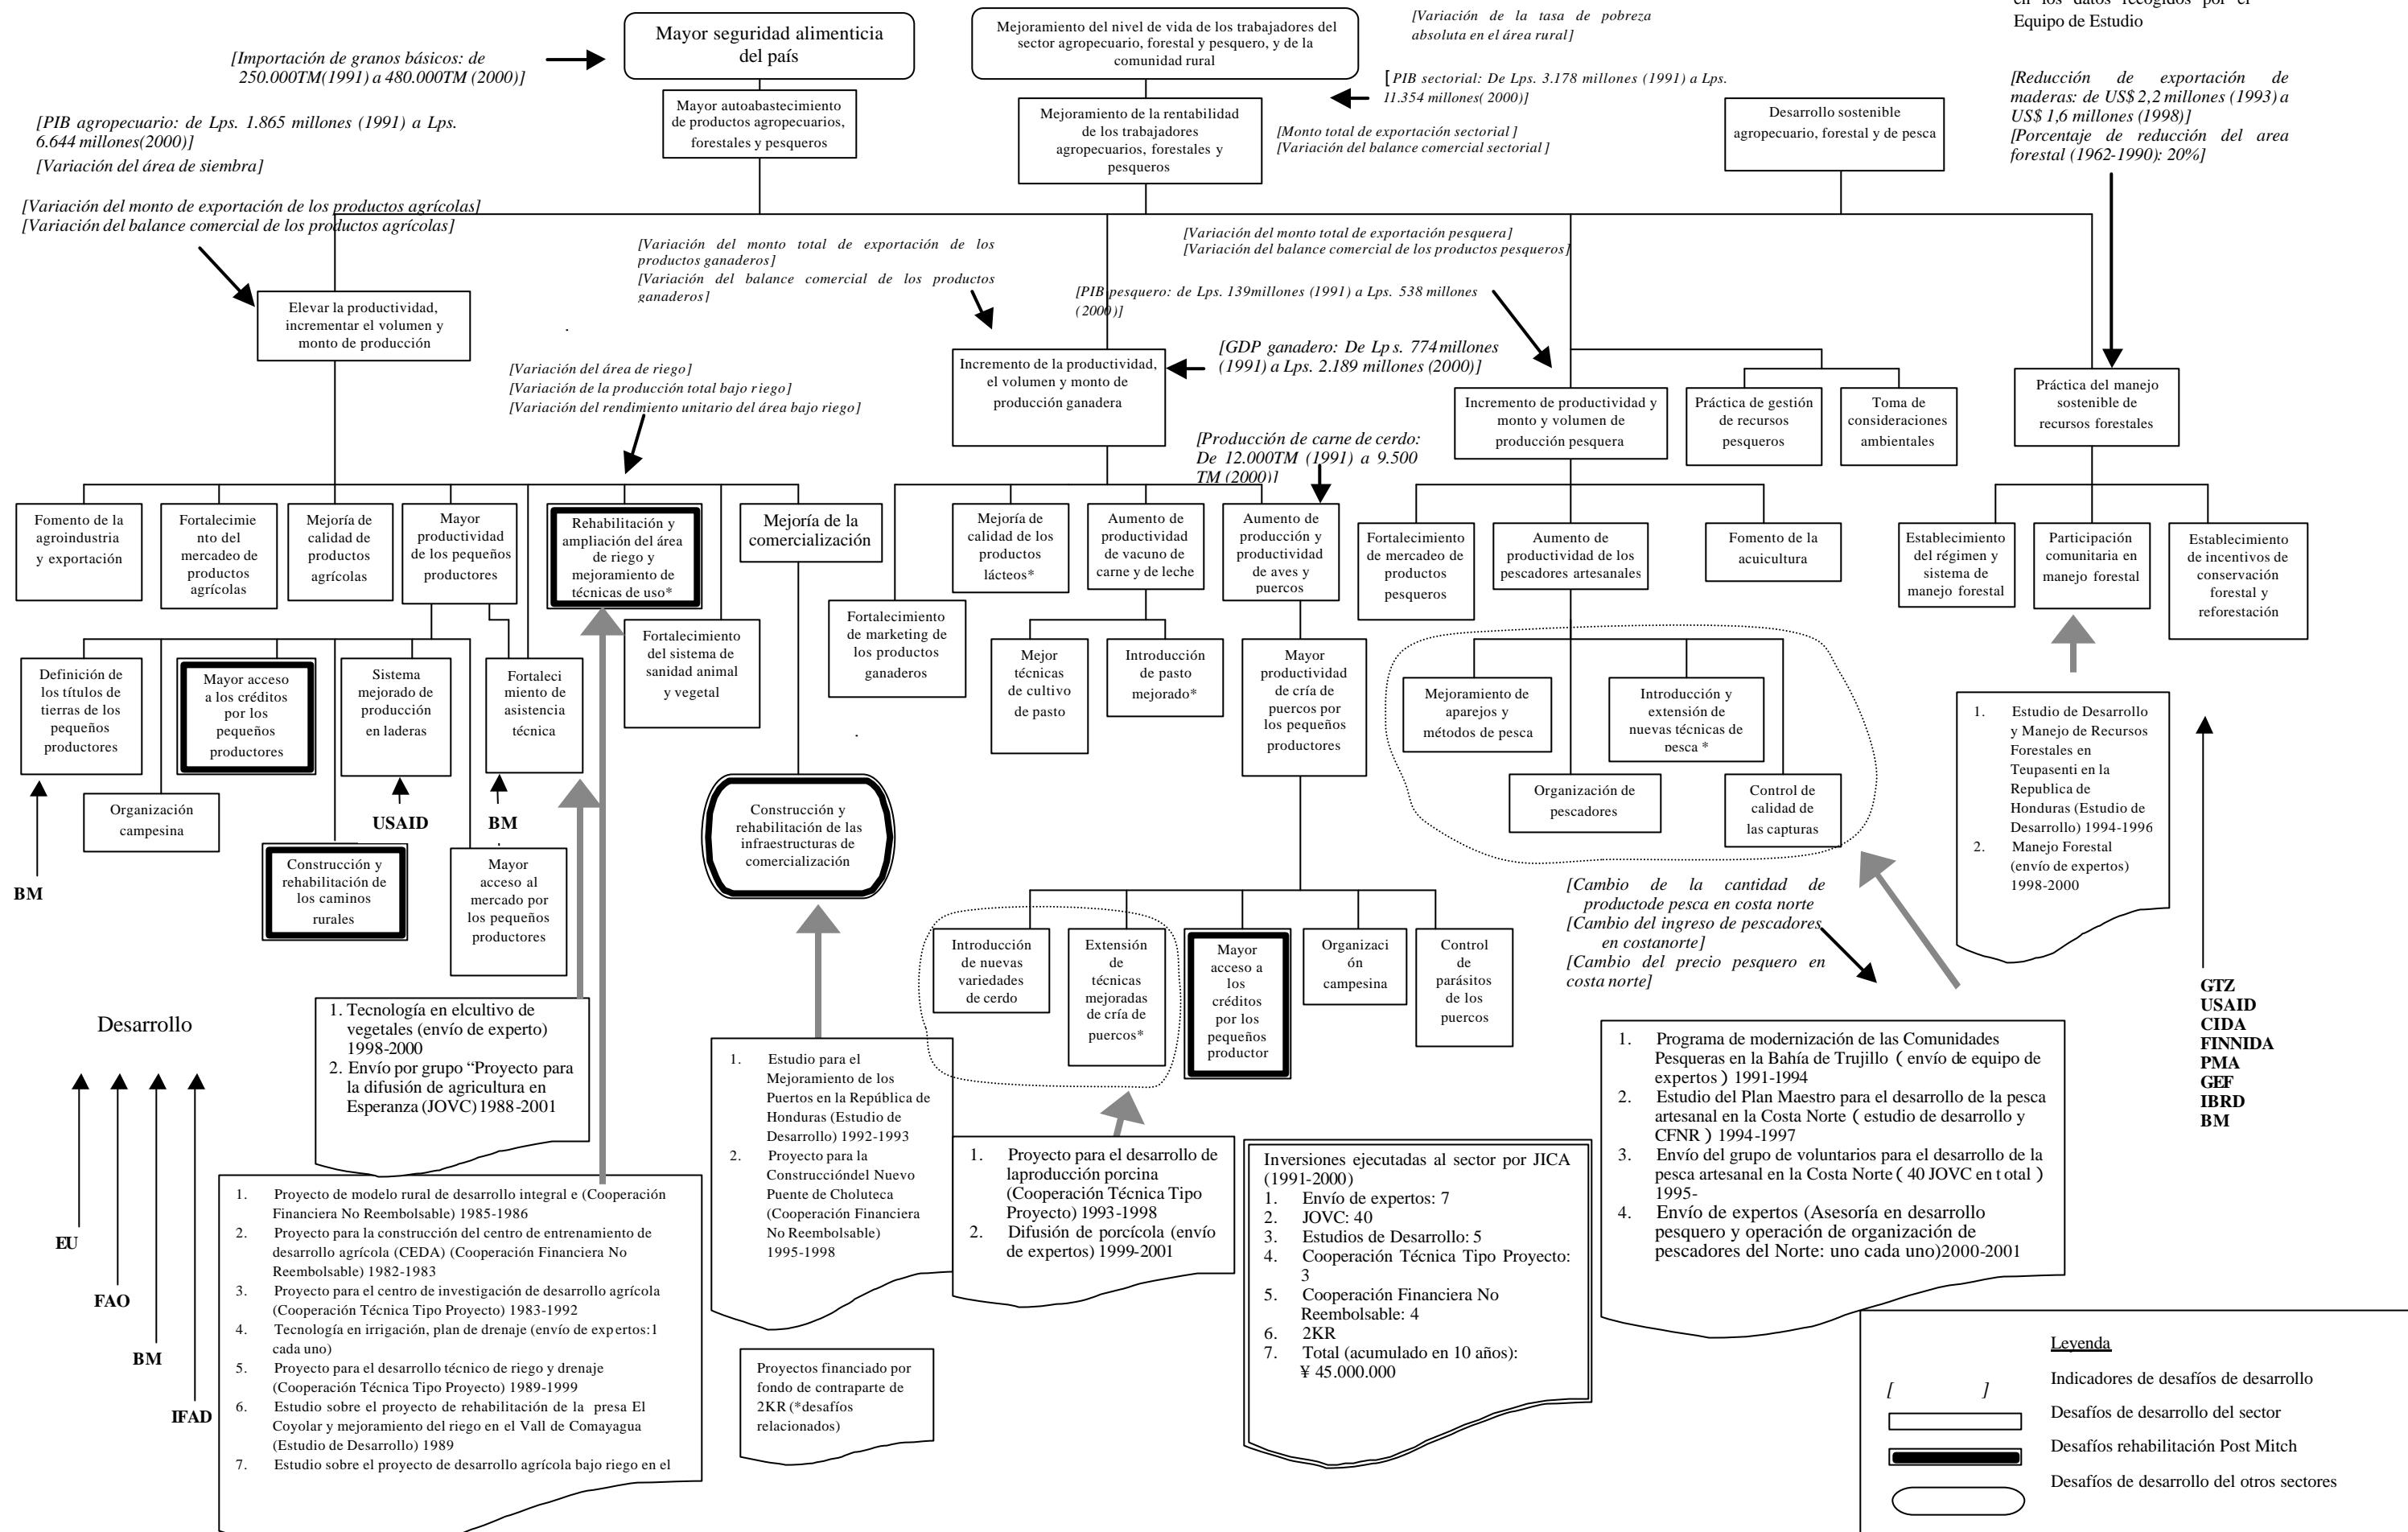 en los datos recogidos por el
Equipo de Estudio
Mayor seguridad alimenticia
del país
Mejoramiento del nivel de vida de los trabajadores del
sector agropecuario, forestal y pesquero, y de la
comunidad rural
[Variación de la tasa de pobreza
absoluta en el área rural]
[Importación de granos básicos: de
250.000TM(1991) a 480.000TM (2000)]
[PIB sectorial: De Lps. 3.178 millones (1991) a Lps.
11.354 millones( 2000)]
[Reducción de exportación de
maderas: de US$ 2,2 millones (1993) a
US$ 1,6 millones (1998)]
[Porcentaje de reducción del area
forestal (1962-1990): 20%]
Mayor autoabastecimiento
de productos agropecuarios,
forestales y pesqueros
Mejoramiento de la rentabilidad
de los trabajadores
agropecuarios, forestales y
pesqueros
Desarrollo sostenible
agropecuario, forestal y de pesca
[PIB agropecuario: de Lps. 1.865 millones (1991) a Lps.
6.644 millones(2000)]
[Variación del área de siembra]
[Monto total de exportación sectorial ]
[Variación del balance comercial sectorial ]
[Variación del monto de exportación de los productos agrícolas]
[Variación del balance comercial de los productos agrícolas]
[Variación del monto total de exportación de los
productos ganaderos]
[Variación del balance comercial de los productos
ganaderos]
[Variación del monto total de exportación pesquera]
[Variación del balance comercial de los productos pesqueros]
[PIB pesquero: de Lps. 139millones (1991) a Lps. 538 millones
(2000)]
Elevar la productividad,
incrementar el volumen y
monto de producción
.
[Variación del área de riego]
[Variación de la producción total bajo riego]
[Variación del rendimiento unitario del área bajo riego]
Incremento de la productividad,
el volumen y monto de
producción ganadera
[GDP ganadero: De Lps. 774 millones
(1991) a Lps. 2.189 millones (2000)]
Incremento de productividad y
monto y volumen de
producción pesquera
Práctica de gestión
de recursos
pesqueros
Toma de
consideraciones
ambientales
Práctica del manejo
sostenible de
recursos forestales
[Producción de carne de cerdo:
De 12.000TM (1991) a 9.500
TM (2000)]
Fomento de la
agroindustria
y exportación
Fortalecimie
nto del
mercadeo de
productos
agrícolas
Mejoría de
calidad de
productos
agrícolas
Mayor
productividad
de los pequeños
productores
Rehabilitación y
ampliación del área
de riego y
mejoramiento de
técnicas de uso*
Mejoría de la
comercialización
Mejoría de
calidad de los
productos
lácteos*
Aumento de
productividad
de vacuno de
carne y de leche
Aumento de
producción y
productividad
de aves y
puercos
Fortalecimiento
de mercadeo de
productos
pesqueros
Aumento de
productividad de los
pescadores artesanales
Fomento de la
acuicultura
Establecimiento
del régimen y
sistema de
manejo forestal
Participación
comunitaria en
manejo forestal
Establecimiento
de incentivos de
conservación
forestal y
reforestación
Definición de
los títulos de
tierras de los
pequeños
productores
Mayor acceso
a los créditos
por los
pequeños
productores
Sistema
mejorado de
producción
en laderas
Fortaleci
miento de
asistencia
técnica
Fortalecimiento
del sistema de
sanidad animal
y vegetal
Fortalecimiento
de marketing de
los productos
ganaderos
Mejor
técnicas
de cultivo
de pasto
Introducción
de pasto
mejorado*
Mayor
productividad
de cría de
puercos por
los pequeños
productores
Mejoramiento de
aparejos y
métodos de pesca
Introducción y
extensión de
nuevas técnicas de
pesca *
.
Organización
campesina
USAID
BM
BM
Organización de
pescadores
Control de
calidad de
las capturas
1. Estudio de Desarrollo
y Manejo de Recursos
Forestales en
Teupasenti en la
Republica de
Honduras (Estudio de
Desarrollo) 1994-1996
2. Manejo Forestal
(envío de expertos)
1998-2000
Construcción y
rehabilitación de
los caminos
rurales
Mayor
acceso al
mercado por
los pequeños
productores
Construcción y
rehabilitación de las
infraestructuras de
comercialización
[Cambio de la cantidad de
productode pesca en costa norte
[Cambio del ingreso de pescadores
en costanorte]
[Cambio del precio pesquero en
costa norte]
Introducción
de nuevas
variedades
de cerdo
Extensión
de
técnicas
mejoradas
de cría de
puercos*
Mayor
acceso a
los
créditos
por los
pequeños
productor
Organizaci
ón
campesina
Control
de
parásitos
de los
puercos
GTZ
USAID
CIDA
FINNIDA
PMA
GEF
IBRD
BM
Desarrollo
EU
FAO
BM
IFAD
1. Tecnología en elcultivo de
vegetales (envío de experto)
1998-2000
2. Envío por grupo “Proyecto para
la difusión de agricultura en
Esperanza (JOVC) 1988-2001
1. Proyecto de modelo rural de desarrollo integral e (Cooperación
Financiera No Reembolsable) 1985-1986
2. Proyecto para la construcción del centro de entrenamiento de
desarrollo agrícola (CEDA) (Cooperación Financiera No
Reembolsable) 1982-1983
3. Proyecto para el centro de investigación de desarrollo agrícola
(Cooperación Técnica Tipo Proyecto) 1983-1992
4. Tecnología en irrigación, plan de drenaje (envío de expertos:1
cada uno)
5. Proyecto para el desarrollo técnico de riego y drenaje
(Cooperación Técnica Tipo Proyecto) 1989-1999
6. Estudio sobre el proyecto de rehabilitación de la presa El
Coyolar y mejoramiento del riego en el Vall de Comayagua
(Estudio de Desarrollo) 1989
7. Estudio sobre el proyecto de desarrollo agrícola bajo riego en el
1. Estudio para el
Mejoramiento de los
Puertos en la República de
Honduras (Estudio de
Desarrollo) 1992-1993
2. Proyecto para la
Construccióndel Nuevo
Puente de Choluteca
(Cooperación Financiera
No Reembolsable)
1995-1998
Proyectos financiado por
fondo de contraparte de
2KR (*desafíos
relacionados)
1. Proyecto para el desarrollo de
laproducción porcina
(Cooperación Técnica Tipo
Proyecto) 1993-1998
2. Difusión de porcícola (envío
de expertos) 1999-2001
Inversiones ejecutadas al sector por JICA
(1991-2000)
1. Envío de expertos: 7
2. JOVC: 40
3. Estudios de Desarrollo: 5
4. Cooperación Técnica Tipo Proyecto:
3
5. Cooperación Financiera No
Reembolsable: 4
6. 2KR
7. Total (acumulado en 10 años):
¥ 45.000.000
1. Programa de modernización de las Comunidades
Pesqueras en la Bahía de Trujillo ( envío de equipo de
expertos ) 1991-1994
2. Estudio del Plan Maestro para el desarrollo de la pesca
artesanal en la Costa Norte ( estudio de desarrollo y
CFNR ) 1994-1997
3. Envío del grupo de voluntarios para el desarrollo de la
pesca artesanal en la Costa Norte ( 40 JOVC en total )
1995-
4. Envío de expertos (Asesoría en desarrollo
pesquero y operación de organización de
pescadores del Norte: uno cada uno)2000-2001
Leyenda
[ ] Indicadores de desafíos de desarrollo
Desafíos de desarrollo del sector
Desafíos rehabilitación Post Mitch
Desafíos de desarrollo del otros sectores